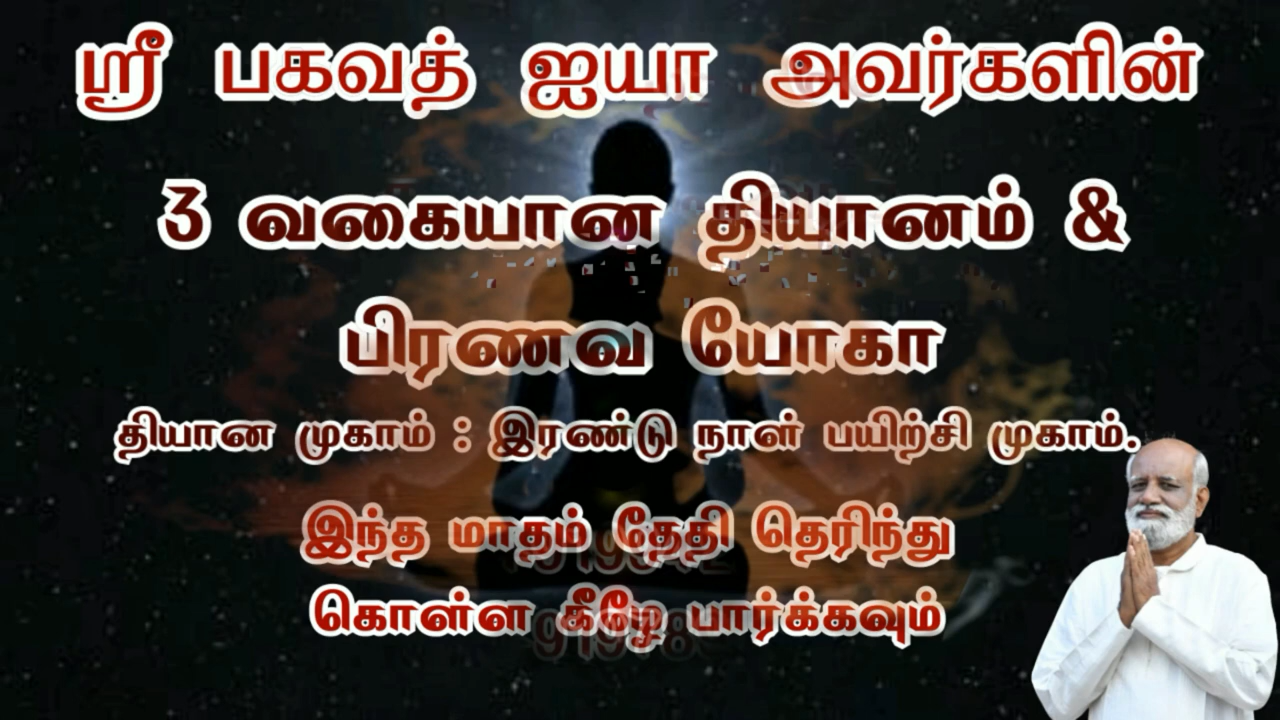 ஸ்ரீ பகவத் ஐயா அவர்களின்
3 வகையான தியானம் &
பிரணவ யோகா
தியான முகாம் : இரண்டு நாள் பயிற்சி முகாம்.
இந்த மாதம் தேதி தெரிந்து
கொள்ள கீழே பார்க்கவும்